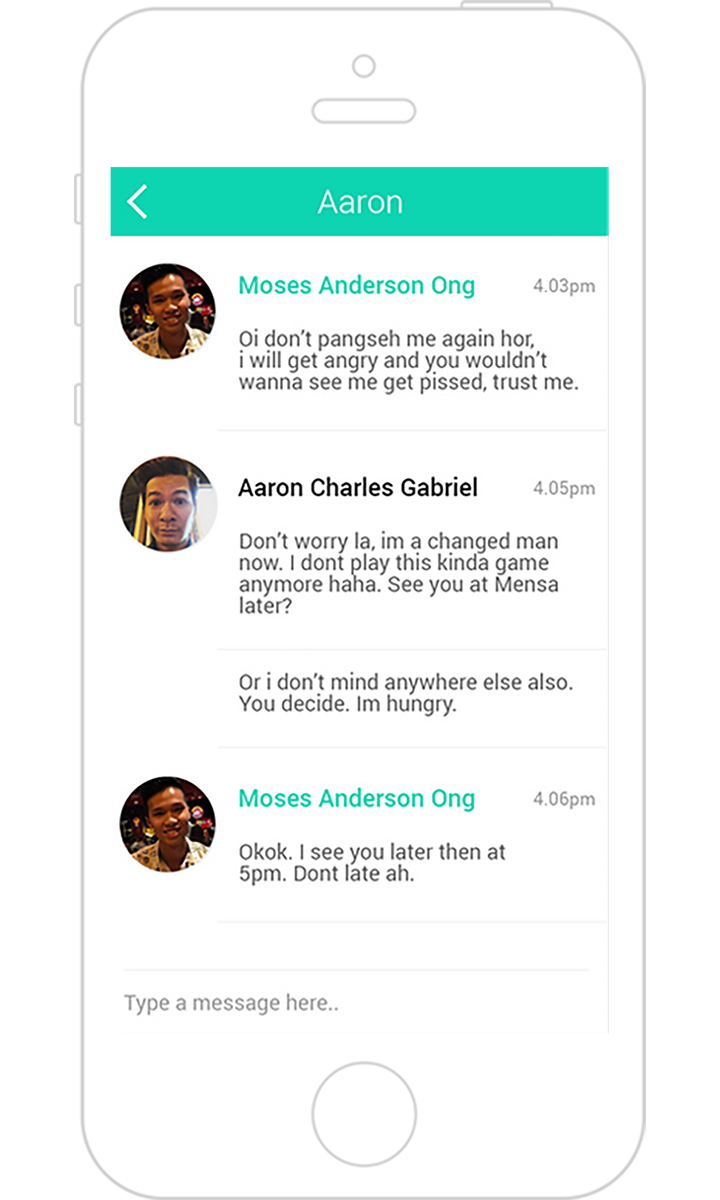 Aaron
Moses Anderson Ong 4.03pm
Oi don’t pangseh me again hor,
i will get angry and you wouldn’t
wanna see me get pissed, trust me.
Aaron Charles Gabriel 4.05pm
Don’t worry la, im a changed man
now. I dont play this kinda game
anymore haha. See you at Mensa
later?
Or i don’t mind anywhere else also.
You decide. Im hungry.
Moses Anderson Ong 4.06pm
Okok. I see you later then at
5pm. Dont late ah.
Type a message here..